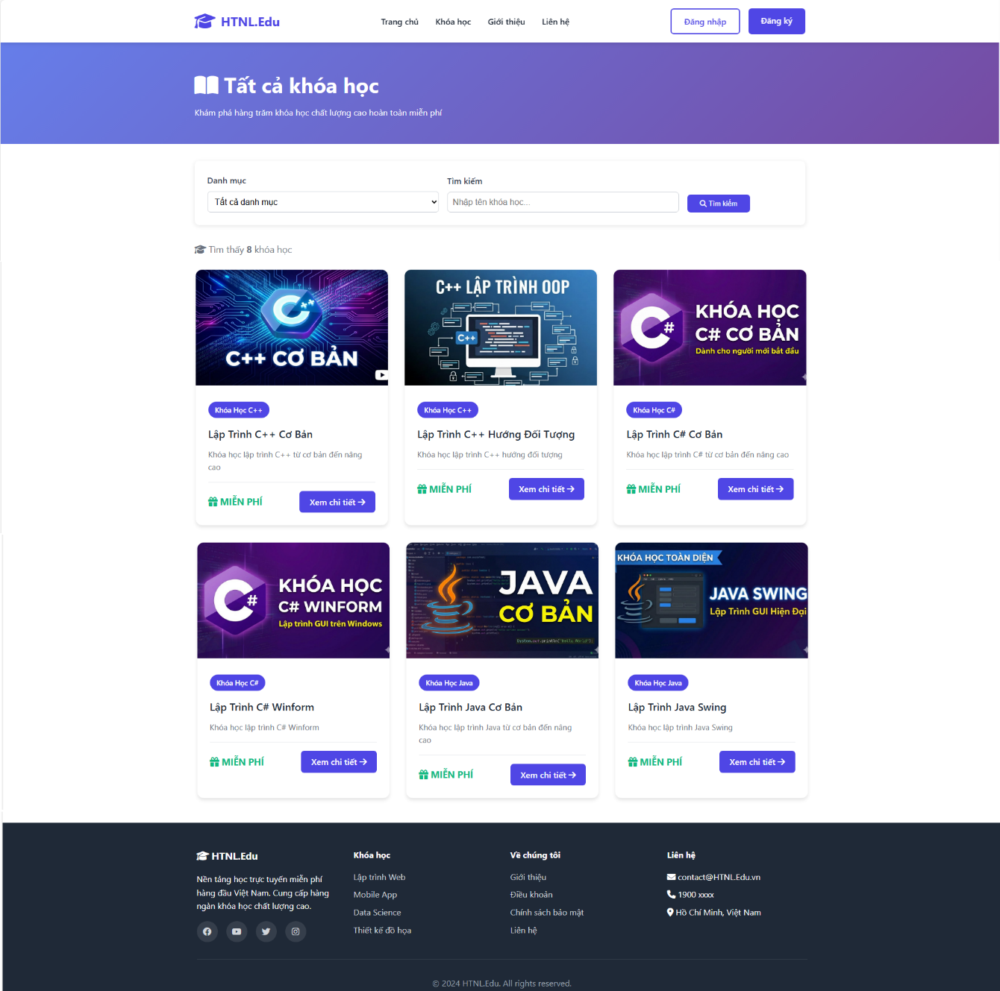 HTNL.Edu
Trang chủ
Khóa học
Giới thiệu
Liên hệ
Đăng nhập
Đăng ký
Tất cả khóa học
Khám phá hàng trăm khóa học chất lượng cao hoàn toàn miễn phí
Danh mục
Tìm kiếm
Tất cả danh mục
Nhập tên khóa học...
Tìm kiếm
Tìm thấy 8 khóa học
C++ CƠ BẢN
C++ LẬP TRÌNH OOP
C++
C#
KHÓA HỌC
C# CƠ BẢN
Dành cho người mới bắt đầu
Khóa Học C++
Lập Trình C++ Cơ Bản
Khóa học lập trình C++ từ cơ bản đến nâng
cao
MIỄN PHÍ
Xem chi tiết
Khóa Học C++
Lập Trình C++ Hướng Đối Tượng
Khóa học lập trình C++ hướng đối tượng
MIỄN PHÍ
Xem chi tiết
Khóa Học C#
Lập Trình C# Cơ Bản
Khóa học lập trình C# từ cơ bản đến nâng cao
MIỄN PHÍ
Xem chi tiết
C#
KHÓA HỌC
C# WINFORM
Lập trình GUI trên Windows
JAVA
CƠ BẢN
System.out.println("Hello World");
KHÓA HỌC TOÀN DIỆN
JAVA SWING
Lập Trình GUI Hiện Đại
Khóa Học C#
Lập Trình C# Winform
Khóa học lập trình C# Winform
MIỄN PHÍ
Xem chi tiết
Khóa Học Java
Lập Trình Java Cơ Bản
Khóa học lập trình Java từ cơ bản đến nâng
cao
MIỄN PHÍ
Xem chi tiết
Khóa Học Java
Lập Trình Java Swing
Khóa học lập trình Java Swing
MIỄN PHÍ
Xem chi tiết
HTNL.Edu
Nền tảng học trực tuyến miễn phí
hàng đầu Việt Nam. Cung cấp hàng
ngàn khóa học chất lượng cao.
Khóa học
Lập trình Web
Mobile App
Data Science
Thiết kế đồ họa
Về chúng tôi
Giới thiệu
Điều khoản
Chính sách bảo mật
Liên hệ
Liên hệ
contact@HTNL.Edu.vn
1900 xxxx
Hồ Chí Minh, Việt Nam
© 2024 HTNL.Edu. All rights reserved.